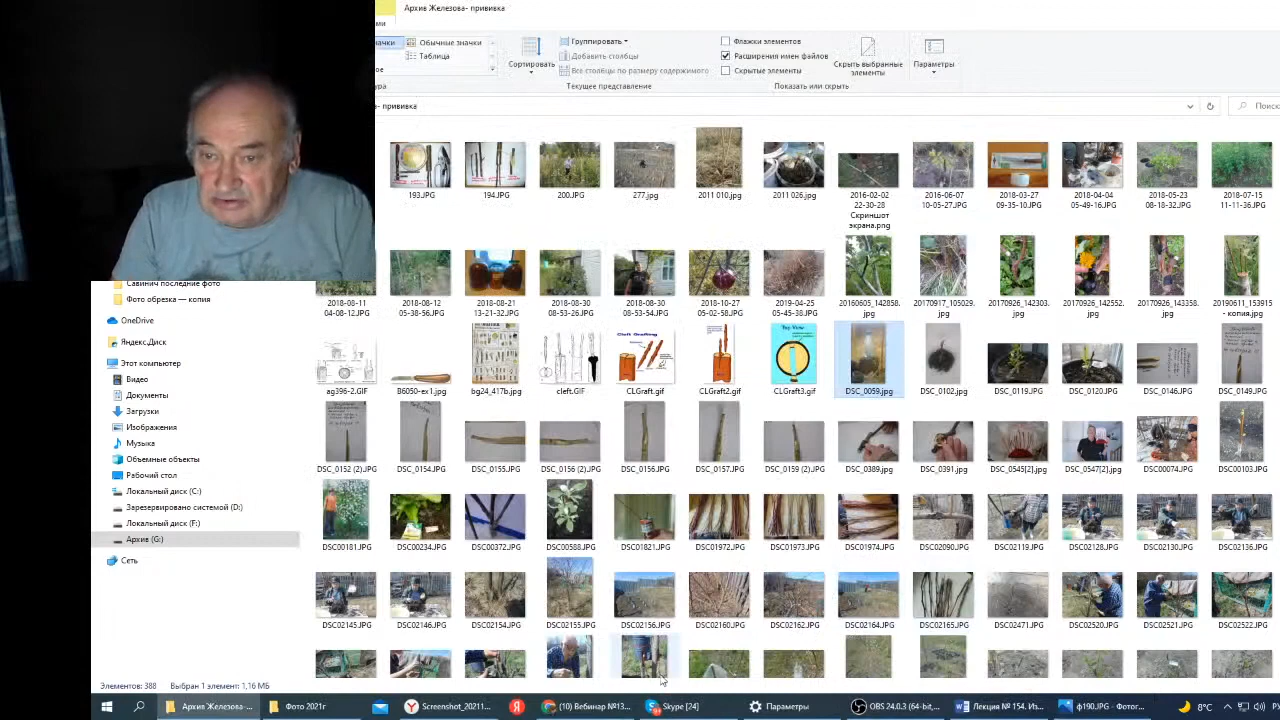 Архив Железова- прививка
ами
начки
Обычные значки
Таблица
ое
ура
Сортировать
Группировать
Добавить столбцы
Все столбцы по размеру содержимого
Текущее представление
Флажки элементов
Расширения имен файлов
Скрытые элементы
Скрыть выбранные
элементы
Параметры
Показать или скрыть
а- прививка
Поиск
193.JPG 194.JPG 200.JPG 277.jpg 2011 010.jpg 2011 026.jpg 2016-02-02 2016-06-07 2018-03-27 2018-04-04 2018-05-23 2018-07-15
22-30-28 10-05-27.JPG 09-35-10.JPG 05-49-16.JPG 08-18-32.JPG 11-11-36.JPG
Скриншот
экрана.png
2018-08-11 2018-08-12 2018-08-21 2018-08-30 2018-08-30 2018-10-27 2019-04-25 20160605_142858. 20170917_105029. 20170926_142303. 20170926_142552. 20170926_143358. 20190611_153915
04-08-12.JPG 05-38-56.JPG 13-21-32.JPG 08-53-26.JPG 08-53-54.JPG 05-02-58.JPG 05-45-38.JPG jpg jpg jpg jpg jpg - копия.jpg
ag396-2.GIF B6050-ex1.jpg bg24_417b.jpg cleft.GIF CLGraft.gif CLGraft2.gif CLGraft3.gif DSC_0059.jpg DSC_0102.jpg DSC_0119.JPG DSC_0120.JPG DSC_0146.JPG DSC_0149.JPG
DSC_0152 (2).JPG DSC_0154.JPG DSC_0155.JPG DSC_0156 (2).JPG DSC_0156.JPG DSC_0157.JPG DSC_0159 (2).JPG DSC_0389.jpg DSC_0391.jpg DSC_0545[2].jpg DSC_0547[2].jpg DSC00074.JPG DSC00103.JPG
DSC00181.JPG DSC00234.JPG DSC00372.JPG DSC00588.JPG DSC01821.JPG DSC01972.JPG DSC01973.JPG DSC01974.JPG DSC02090.JPG DSC02119.JPG DSC02128.JPG DSC02130.JPG DSC02136.JPG
DSC02145.JPG DSC02146.JPG DSC02154.JPG DSC02155.JPG DSC02156.JPG DSC02160.JPG DSC02162.JPG DSC02164.JPG DSC02165.JPG DSC02471.JPG DSC02520.JPG DSC02521.JPG DSC02522.JPG
Савинич последние фото
Фото обрезка — копия
OneDrive
Яндекс.Диск
Этот компьютер
Видео
Документы
Загрузки
Изображения
Музыка
Объемные объекты
Рабочий стол
Локальный диск (C:)
Зарезервировано системой (D:)
Локальный диск (F:)
Архив (G:)
Сеть
Элементов: 388 Выбран 1 элемент: 1,16 МБ
Архив Железова-... Фото 2021г Screenshot_20211... (10) Вебинар №13... Skype [24] Параметры OBS 24.0.3 (64-bit,... Лекция № 154. Из... ф190.JPG - Фотог... 8°C